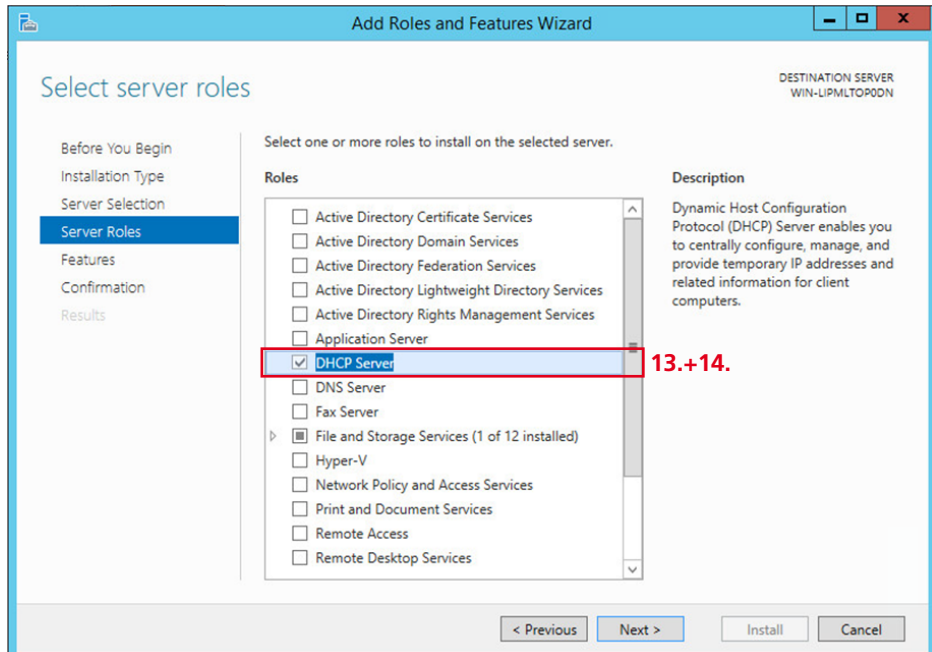 Add Roles and Features Wizard
Select server roles
DESTINATION SERVER
WIN-LIPMLTOP0DN
Before You Begin
Installation Type
Server Selection
Server Roles
Features
Confirmation
Results
Select one or more roles to install on the selected server.
Roles
Active Directory Certificate Services
Active Directory Domain Services
Active Directory Federation Services
Active Directory Lightweight Directory Services
Active Directory Rights Management Services
Application Server
DHCP Server
13.+14.
DNS Server
Fax Server
File and Storage Services (1 of 12 installed)
Hyper-V
Network Policy and Access Services
Print and Document Services
Remote Access
Remote Desktop Services
Description
Dynamic Host Configuration
Protocol (DHCP) Server enables you
to centrally configure, manage, and
provide temporary IP addresses and
related information for client
computers.
< Previous
Next >
Install
Cancel